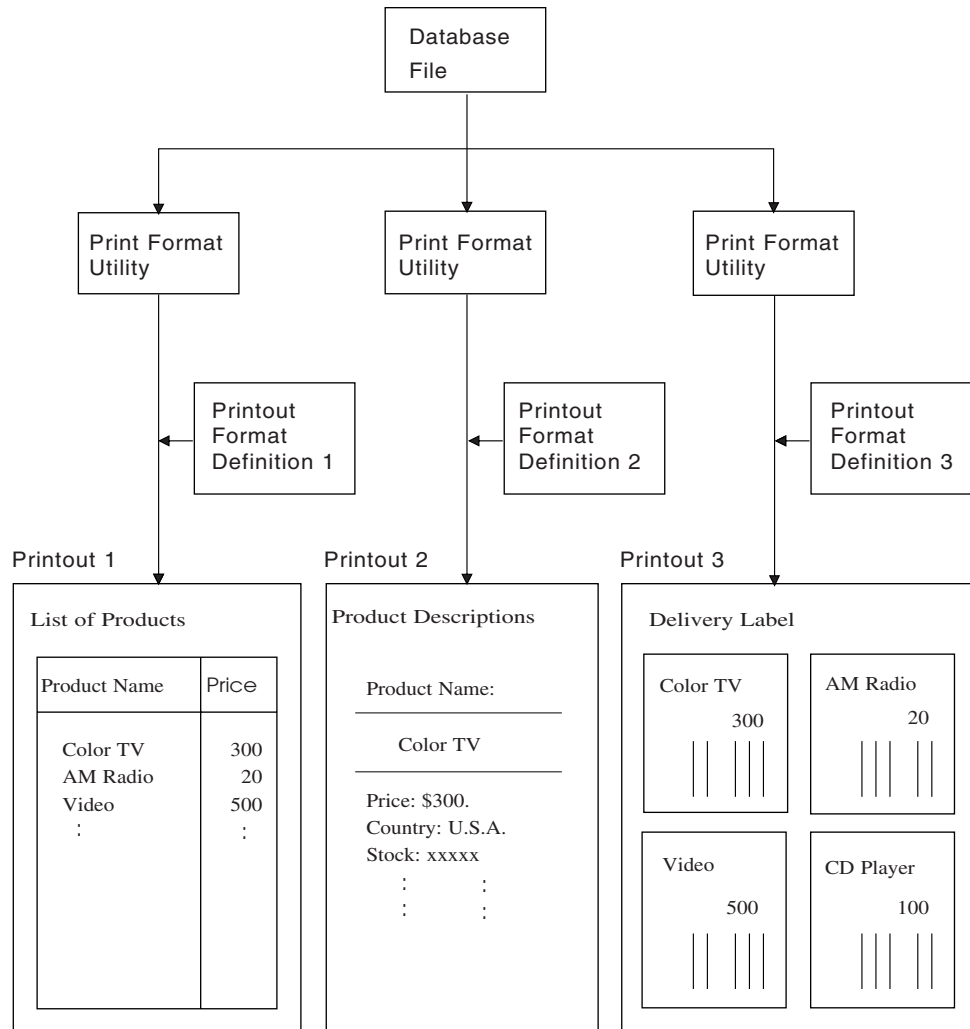 Database
File
Print Format
Utility
Print Format
Utility
Print Format
Utility
Printout
Format
Definition 1
Printout
Format
Definition 2
Printout
Format
Definition 3
Printout 1
List of Products
Product Name Price
Color TV 300
AM Radio 20
Video 500
: :
Printout 2
Product Descriptions
Product Name:
Color TV
Price: $300.
Country: U.S.A.
Stock: xxxxx
: :
: :
Printout 3
Delivery Label
Color TV
300
AM Radio
20
Video
500
CD Player
100